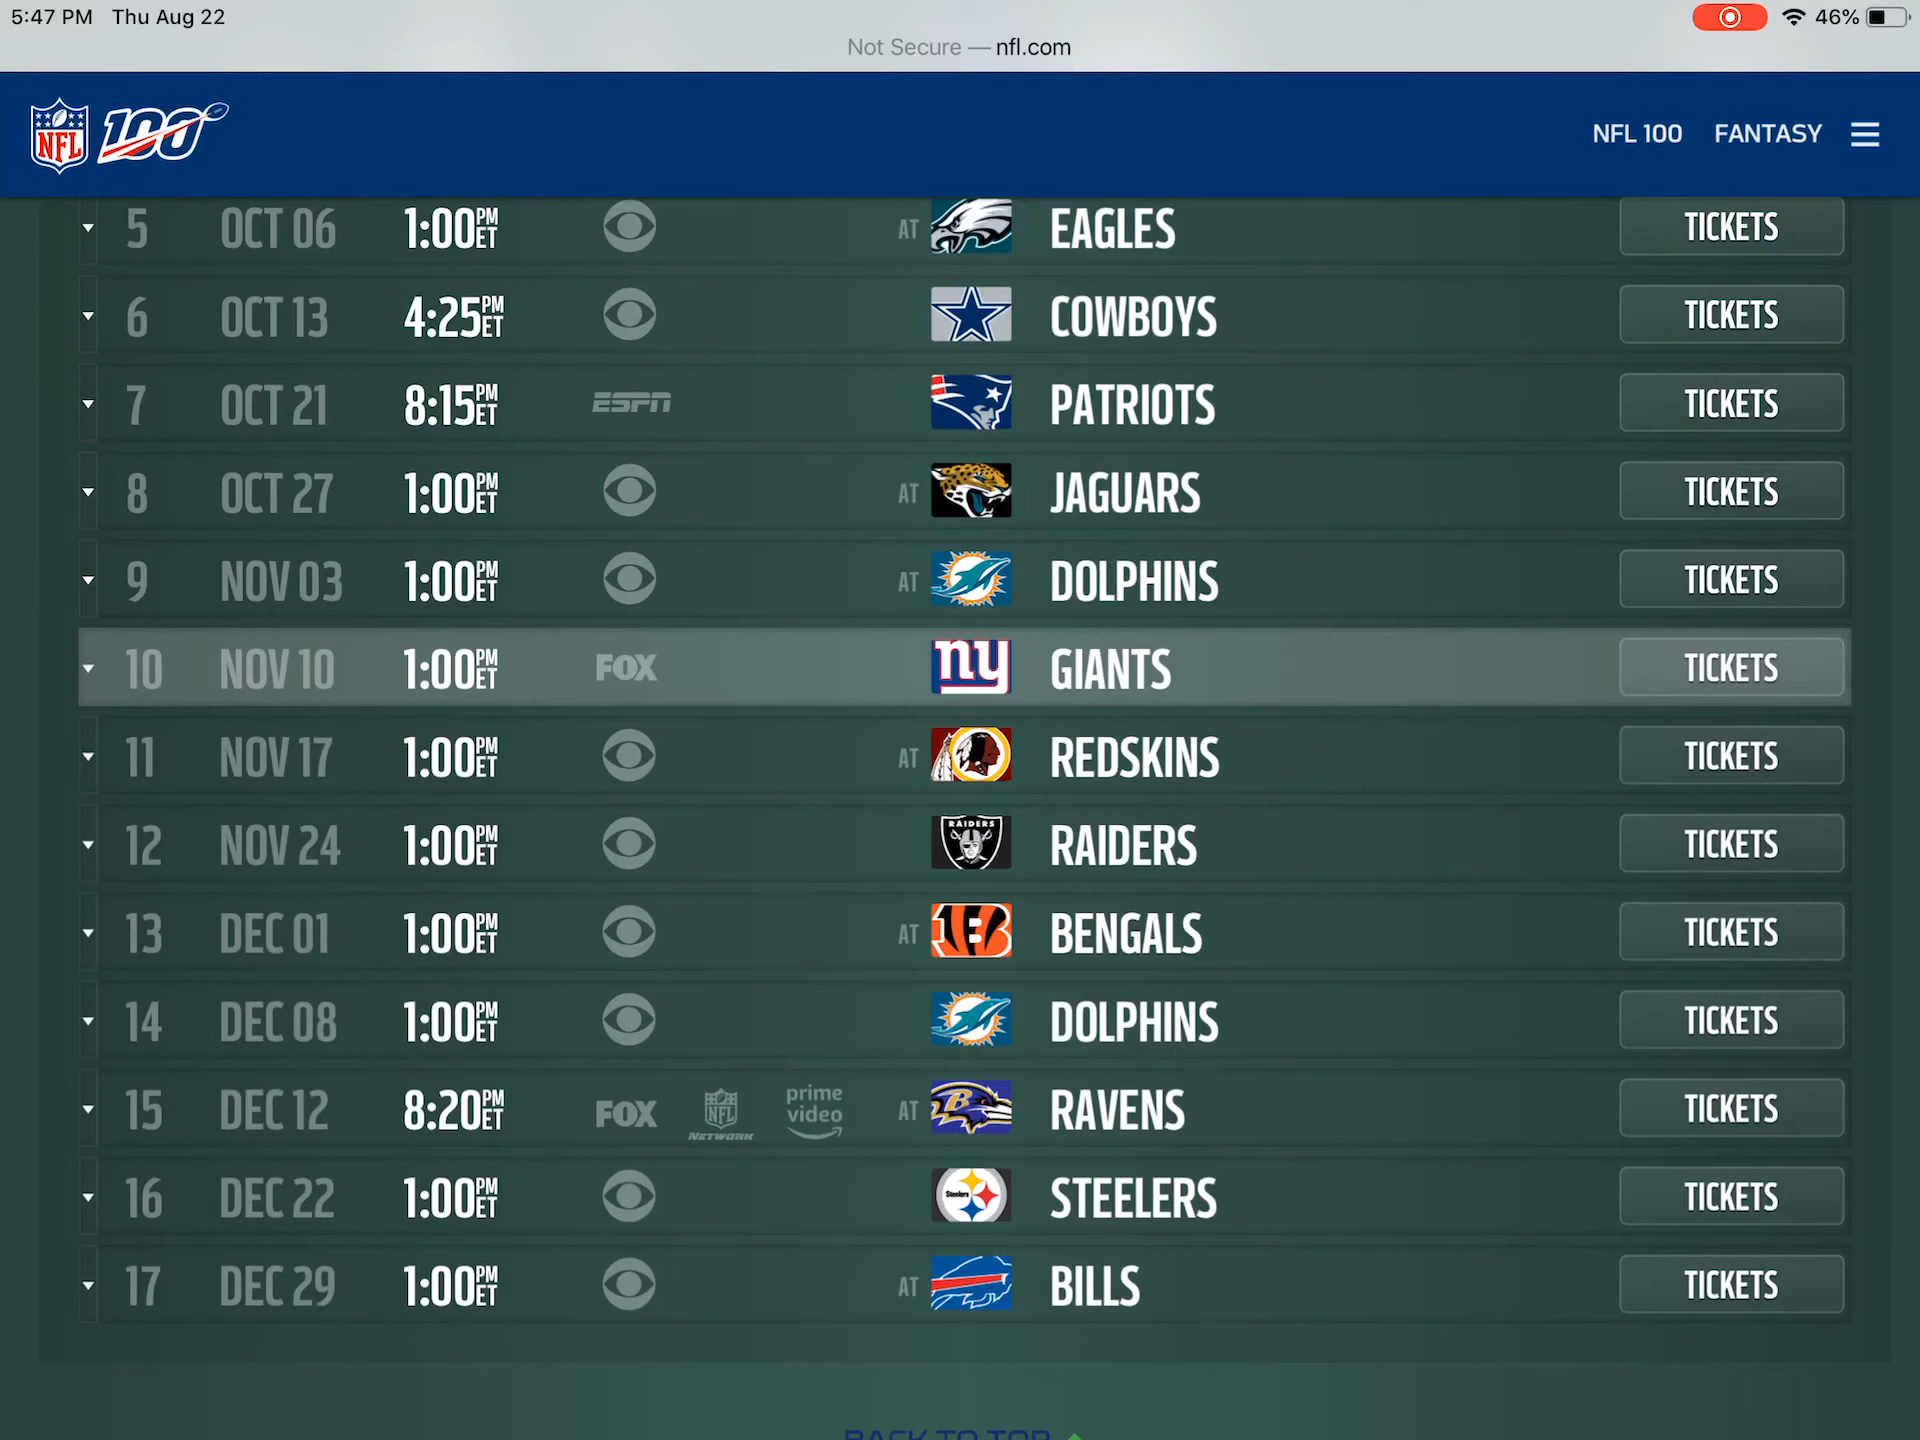 5:47 PM Thu Aug 22 46%
Not Secure — nfl.com
NFL 100 NFL 100 FANTASY
5 OCT 06 1:00 PM ET AT EAGLES TICKETS
6 OCT 13 4:25 PM ET COWBOYS TICKETS
7 OCT 21 8:15 PM ET ESPN PATRIOTS TICKETS
8 OCT 27 1:00 PM ET AT JAGUARS TICKETS
9 NOV 03 1:00 PM ET AT DOLPHINS TICKETS
10 NOV 10 1:00 PM ET FOX ny GIANTS TICKETS
11 NOV 17 1:00 PM ET AT REDSKINS TICKETS
12 NOV 24 1:00 PM ET RAIDERS RAIDERS TICKETS
13 DEC 01 1:00 PM ET AT B BENGALS TICKETS
14 DEC 08 1:00 PM ET DOLPHINS TICKETS
15 DEC 12 8:20 PM ET FOX NFL NETWORK prime video AT B RAVENS TICKETS
16 DEC 22 1:00 PM ET Steelers STEELERS TICKETS
17 DEC 29 1:00 PM ET AT BILLS TICKETS
BACK TO TOP